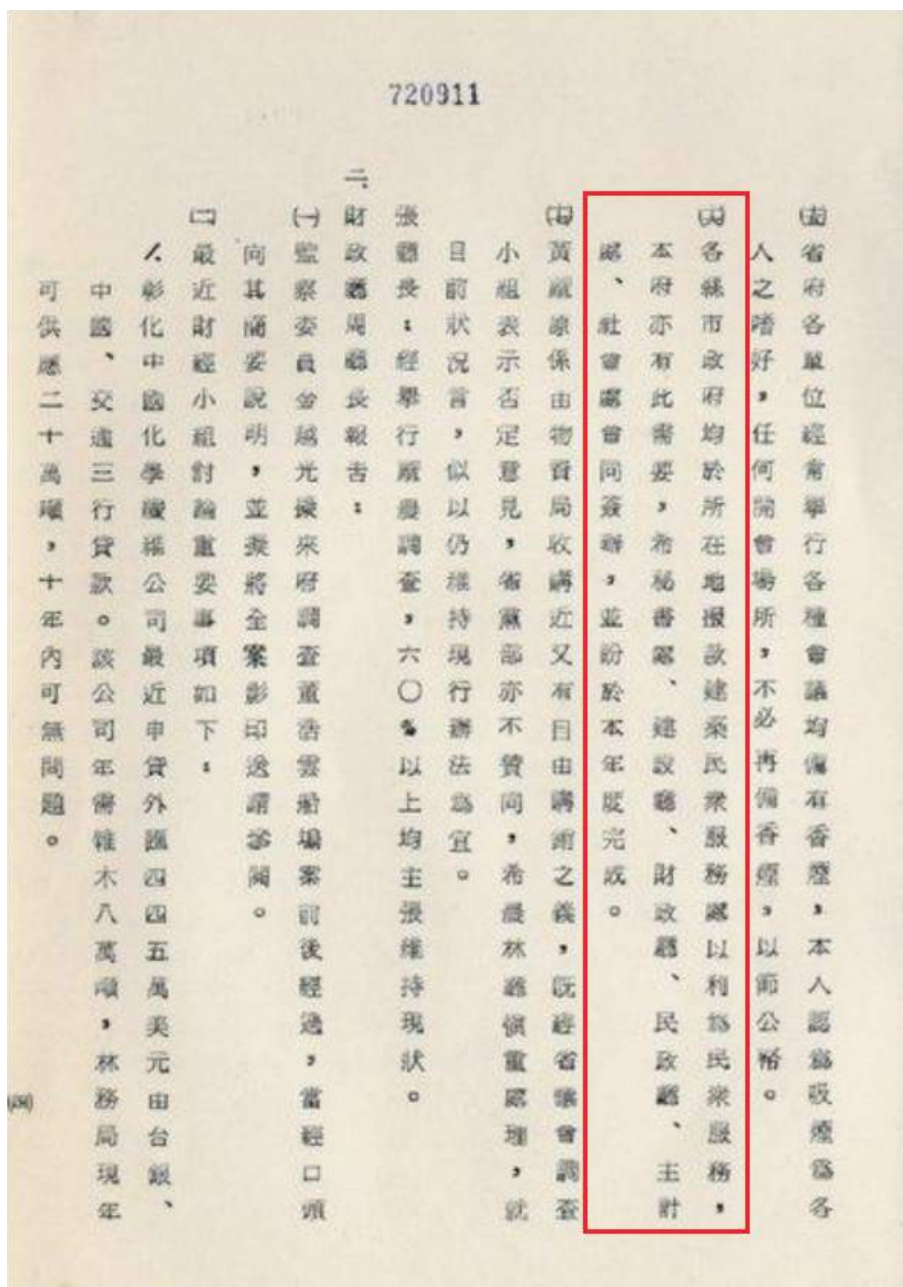 720911
(五)省府各單位經常舉行各種會議均備有香煙,本人認為吸煙為各
人之嗜好,任何開會場所,不必再備香煙,以節公帑。
(六)各縣市政府均於所在地撥款建築民衆服務處以利為民衆服務,
本府亦有此需要,希秘書處、建設廳、財政廳、民政廳、主計
處、社會處會同簽辦,並盼於本年度完成。
黃麻原係由物資局收購近又有自由購銷之義,既經省議會調查
小組表示否定意見,省黨部亦不贊同,希農林廳慎重處理,就
目前狀況言,似以仍維持現行辦法為宜。
張廳長:經舉行蔴農調查,六〇%以上均主張維持現狀。
二、財政廳周廳長報告:
(一)監察委員金越光等來府調查董浩雲船塢案前後經過,當經口頭
向其簡要說明,並擬將全案影印送請參閱。
(二)最近財經小組討論重要事項如下:
1.彰化中國化學纖維公司最近申貸外匯四四五萬美元由台銀、
中國、交通三行貸款。該公司年需雜木八萬噸,林務局現年
可供應二十萬噸,十年內可無問題。